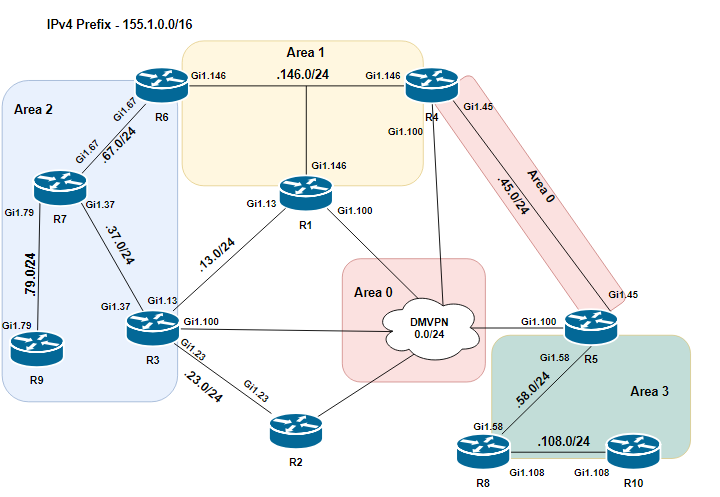 IPv4 Prefix - 155.1.0.0/16
Area 1
Gi1.146
.146.0/24
Gi1.146
R6
R4
Area 2
Gi1.67
Gi1.45
Gi1.100
.67.0/24
Gi1.67
Gi1.146
Area 0
.45.0/24
R7
Gi1.37
Gi1.79
Gi1.13
Gi1.100
R1
.37.0/24
.13.0/24
.79.0/24
Area 0
Gi1.45
Gi1.37
Gi1.13
Gi1.79
Gi1.100
DMVPN
0.0/24
Gi1.100
R3
R5
R9
Gi1.23
Gi1.58
.23.0/24
Gi1.23
.58.0/24
Area 3
Gi1.58
R2
.108.0/24
R8
Gi1.108
Gi1.108
R10